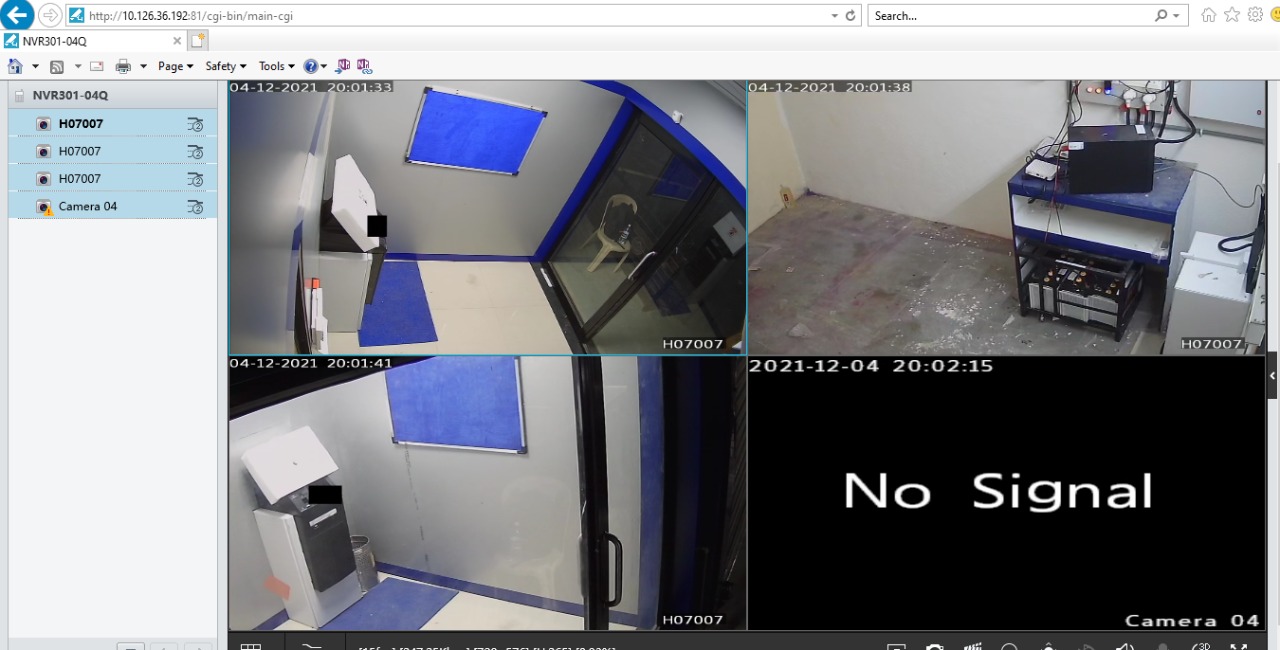 http://10.126.36.192:81/cgi-bin/main-cgi
Search...
NVR301-04Q
Page
Safety
Tools
NVR301-04Q
H07007
H07007
H07007
Camera 04
04-12-2021 20:01:33
H07007
04-12-2021 20:01:38
H07007
04-12-2021 20:01:41
H07007
2021-12-04 20:02:15
No Signal
Camera 04
3D